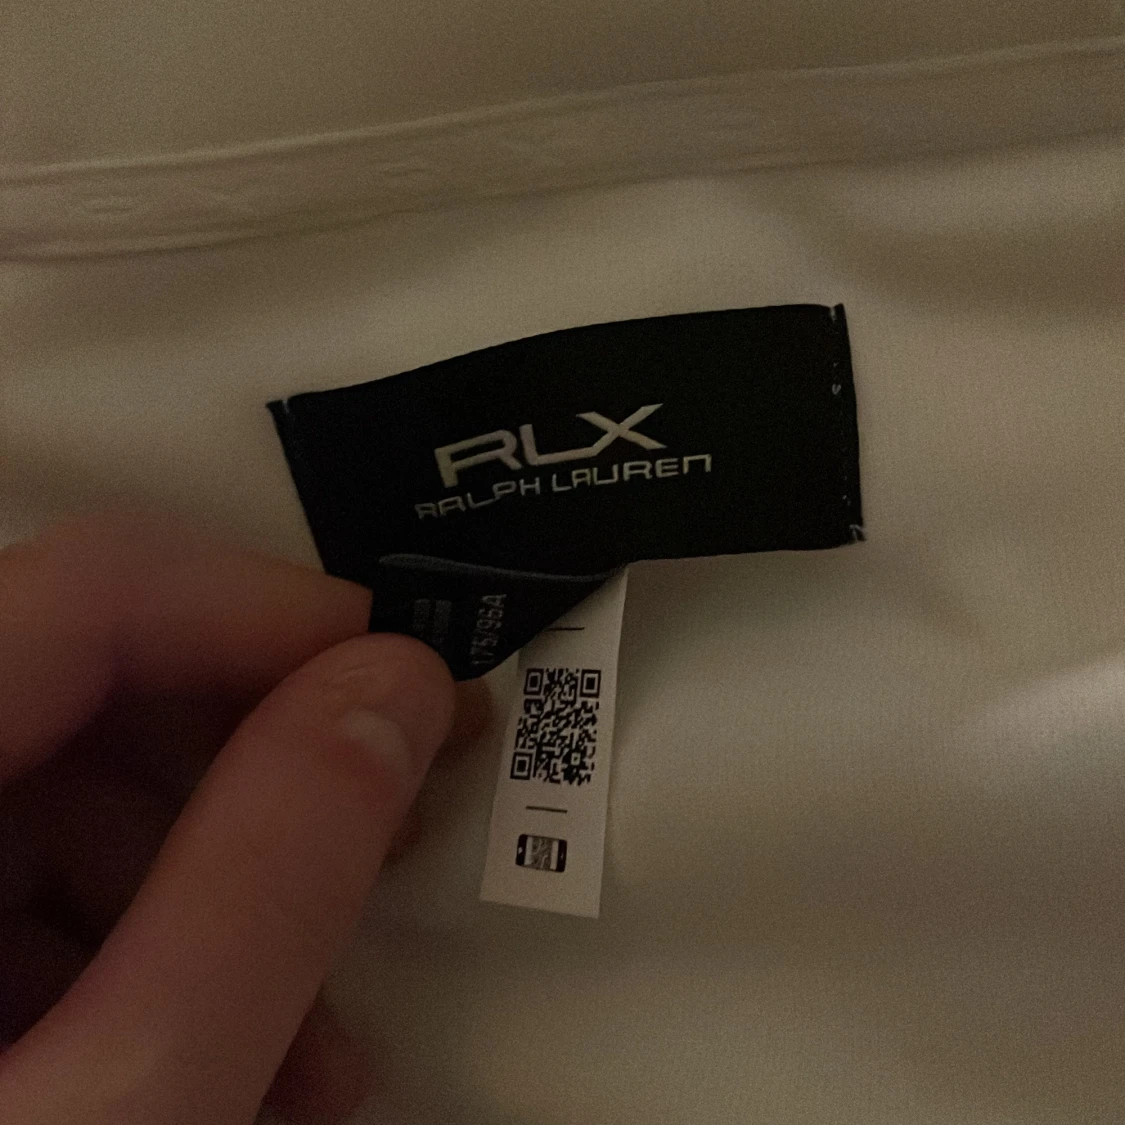 RLX
RALPH LAUREN
175/96A